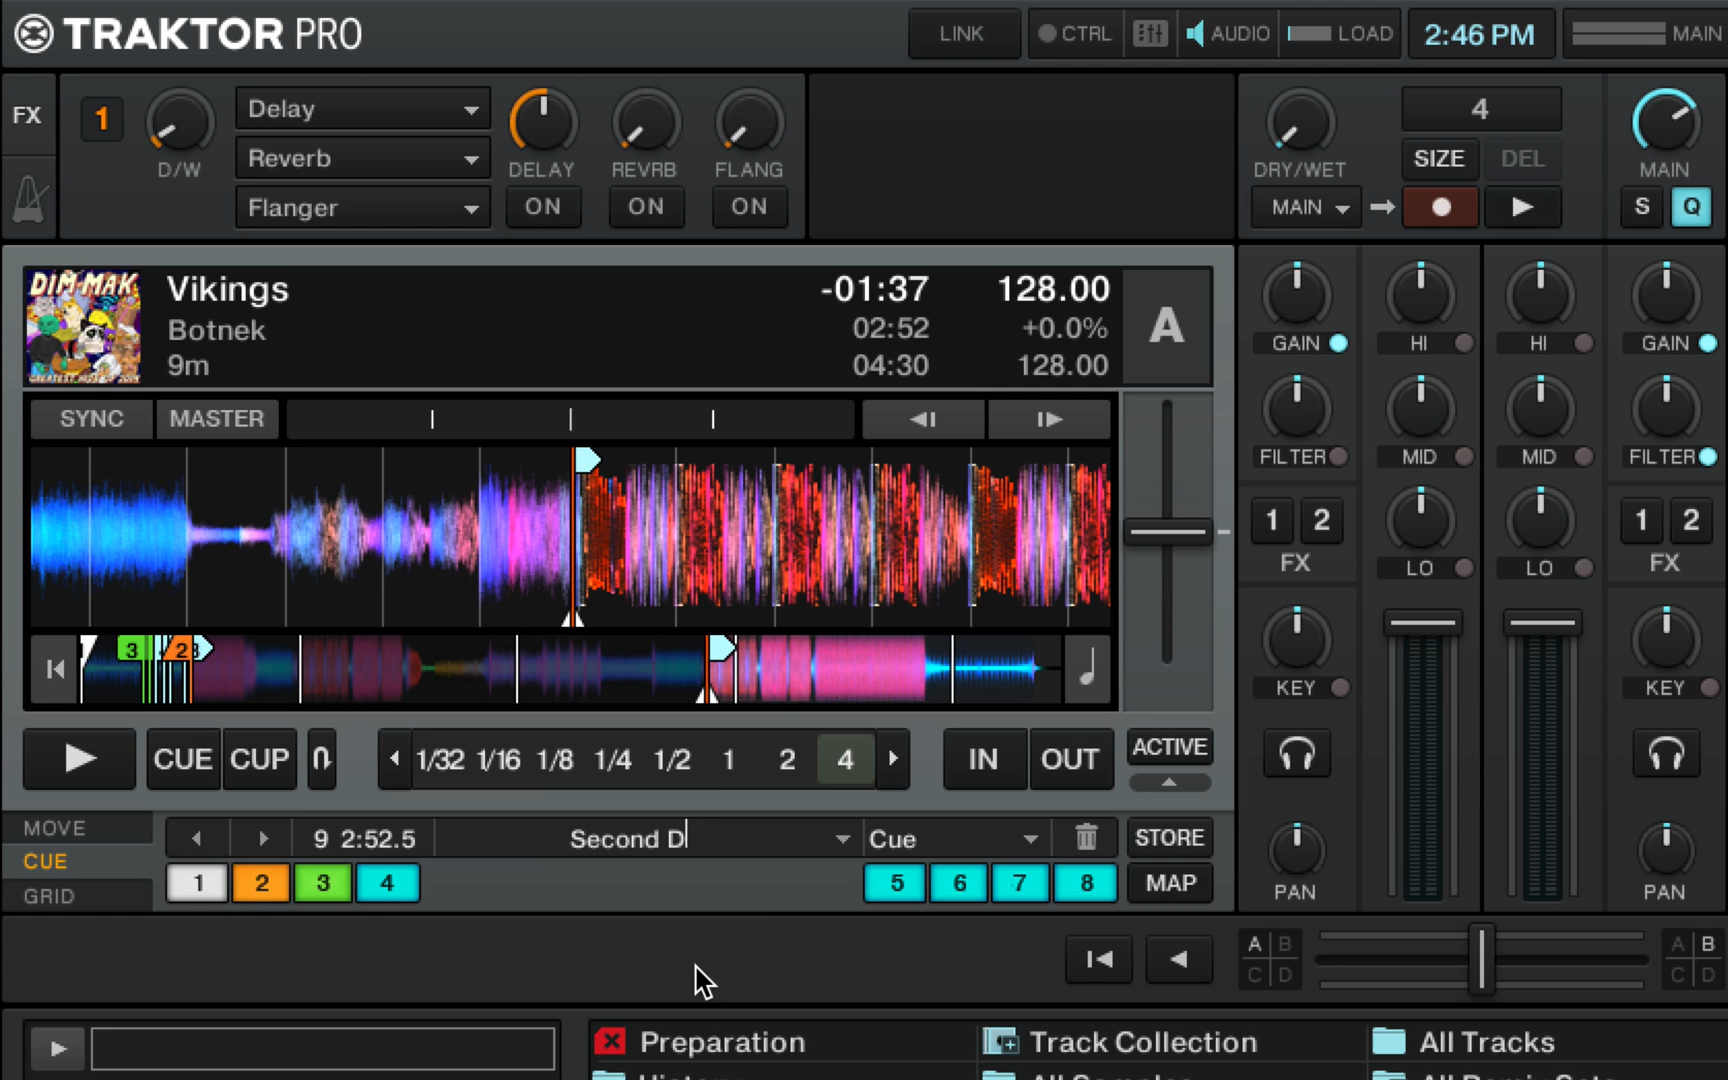 TRAKTOR PRO
LINK CTRL AUDIO LOAD 2:46 PM MAIN
FX 1 D/W Delay Reverb Flanger
DELAY REVRB FLANG
ON ON ON
DRY/WET 4 SIZE DEL MAIN
MAIN S Q
DIM-MAK
Vikings -01:37 128.00
Botnek 02:52 +0.0%
9m 04:30 128.00
A
SYNC MASTER
3 2
CUE CUP 1/32 1/16 1/8 1/4 1/2 1 2 4 IN OUT ACTIVE
MOVE
CUE
GRID
9 2:52.5 Second D Cue STORE
1 2 3 4 5 6 7 8 MAP
GAIN HI HI GAIN
FILTER MID MID FILTER
1 2 LO LO 1 2
FX FX
KEY KEY
PAN PAN
A B C D A B C D
Preparation Track Collection All Tracks